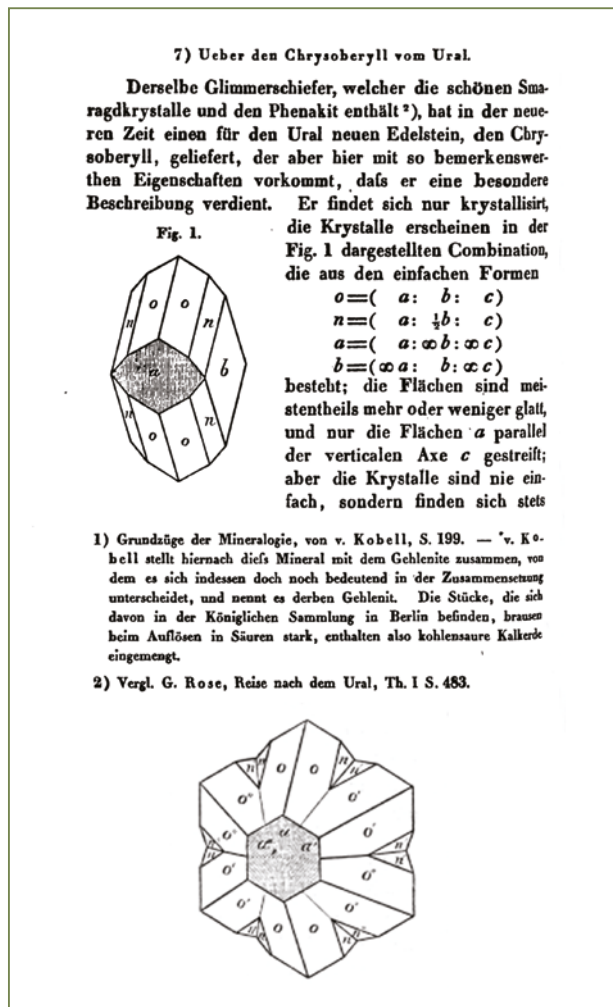 7) Ueber den Chrysoberyll vom Ural.
Derselbe Glimmerschiefer, welcher die schönen Sma-
ragdkrystalle und den Phenakit enthält ²), hat in der neue-
ren Zeit einen für den Ural neuen Edelstein, den Chry-
soberyll, geliefert, der aber hier mit so bemerkenswer-
then Eigenschaften vorkommt, dafs er eine besondere
Beschreibung verdient. Er findet sich nur krystallisirt,
die Krystalle erscheinen in der
Fig. 1 dargestellten Combination,
die aus den einfachen Formen
o=( a: b: c)
n=( a: ½b: c)
a=( a:∞b:∞c)
b=(∞a: b:∞c)
besteht; die Flächen sind mei-
stentheils mehr oder weniger glatt,
und nur die Flächen a parallel
der verticalen Axe c gestreift;
aber die Krystalle sind nie ein-
fach, sondern finden sich stets
Fig. 1.
o o
n n
a b
n n
o o
1) Grundzüge der Mineralogie, von v. Kobell, S. 199. — v. Ko-
bell stellt hiernach diefs Mineral mit dem Gehlenite zusammen, von
dem es sich indessen doch noch bedeutend in der Zusammensetzung
unterscheidet, und nennt es derben Gehlenit. Die Stücke, die sich
davon in der Königlichen Sammlung in Berlin befinden, brausen
beim Auflösen in Säuren stark, enthalten also kohlensaure Kalkerde
eingemengt.
2) Vergl. G. Rose, Reise nach dem Ural, Th. I S. 483.
n n o o n n'
o" o'
o" a o'
a" a'
n n
o' o"
o' o o o"
n n